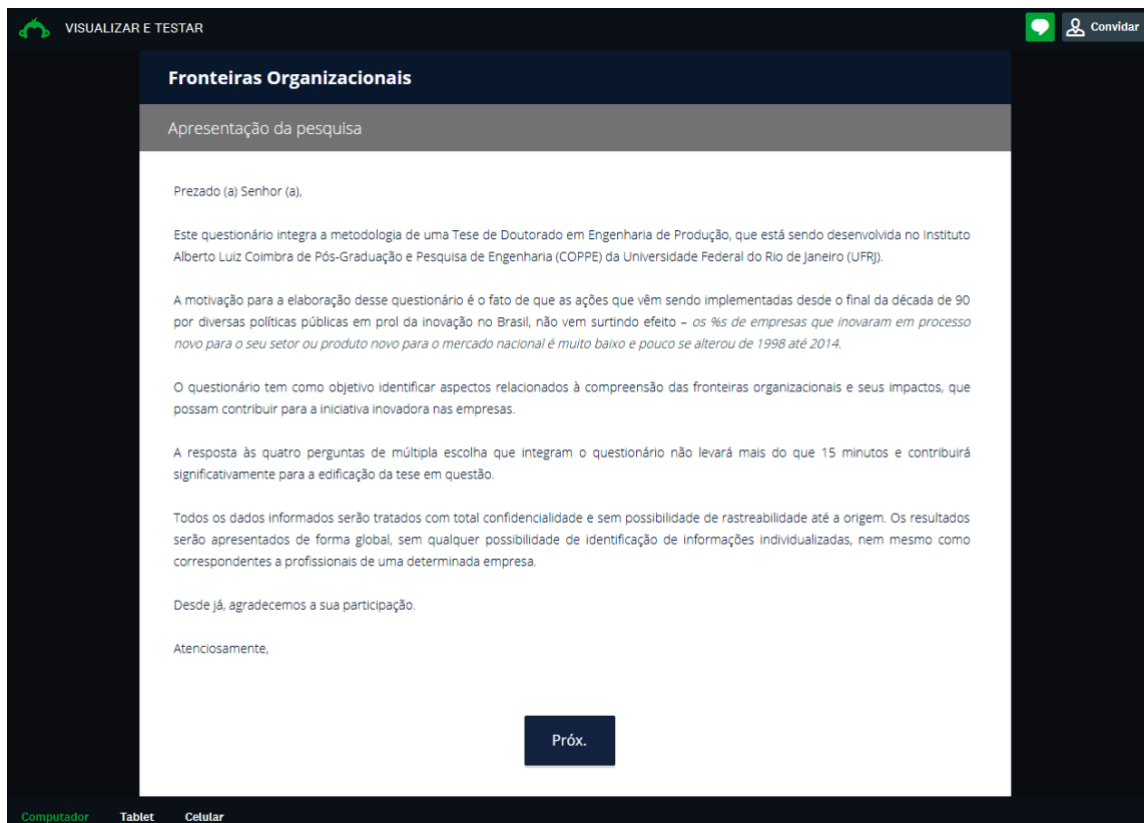 VISUALIZAR E TESTAR
Convidar
Fronteiras Organizacionais
Apresentação da pesquisa
Prezado (a) Senhor (a),
Este questionário integra a metodologia de uma Tese de Doutorado em Engenharia de Produção, que está sendo desenvolvida no Instituto
Alberto Luiz Coimbra de Pós-Graduação e Pesquisa de Engenharia (COPPE) da Universidade Federal do Rio de Janeiro (UFRJ).
A motivação para a elaboração desse questionário é o fato de que as ações que vêm sendo implementadas desde o final da década de 90
por diversas políticas públicas em prol da inovação no Brasil, não vem surtindo efeito – os %s de empresas que inovaram em processo
novo para o seu setor ou produto novo para o mercado nacional é muito baixo e pouco se alterou de 1998 até 2014.
O questionário tem como objetivo identificar aspectos relacionados à compreensão das fronteiras organizacionais e seus impactos, que
possam contribuir para a iniciativa inovadora nas empresas.
A resposta às quatro perguntas de múltipla escolha que integram o questionário não levará mais do que 15 minutos e contribuirá
significativamente para a edificação da tese em questão.
Todos os dados informados serão tratados com total confidencialidade e sem possibilidade de rastreabilidade até a origem. Os resultados
serão apresentados de forma global, sem qualquer possibilidade de identificação de informações individualizadas, nem mesmo como
correspondentes a profissionais de uma determinada empresa.
Desde já, agradecemos a sua participação.
Atenciosamente,
Próx.
Computador Tablet Celular